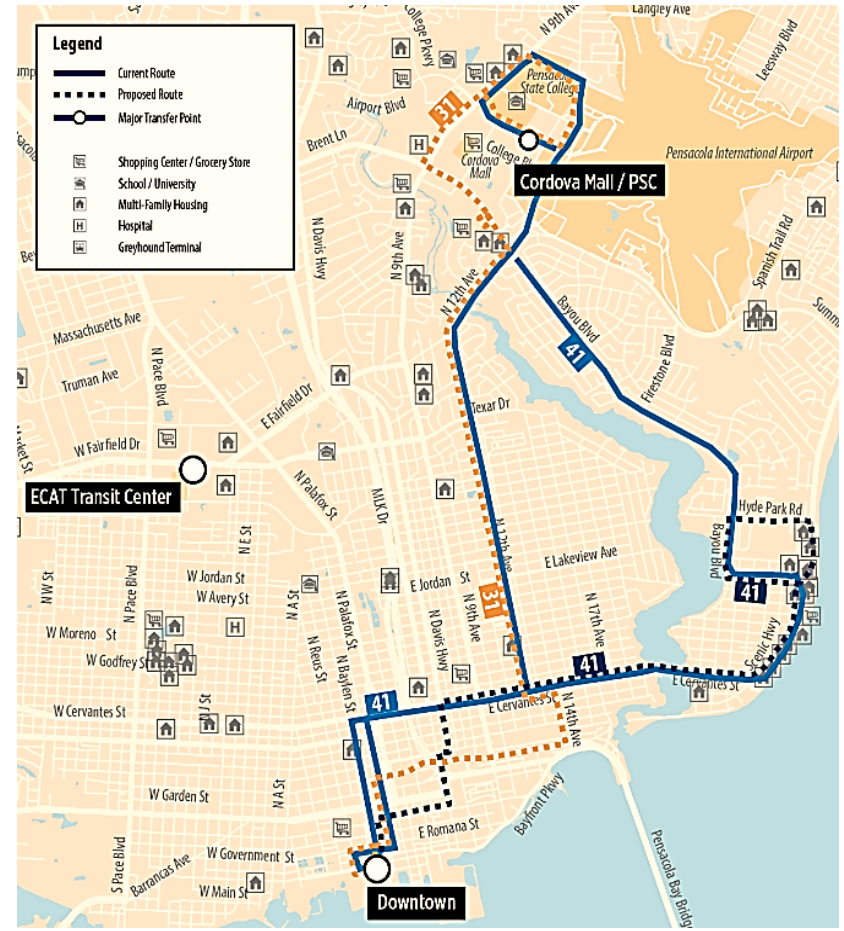 Legend
Current Route
Proposed Route
Major Transfer Point
Shopping Center / Grocery Store
School / University
Multi-Family Housing
H
Hospital
Greyhound Terminal
College Pkwy
N 9th Ave
Langley Ave
Leesway Blvd
Airport Blvd
31
Pensacola
State College
Brent Ln
H
College
Cordova
Mall
Pensacola International Airport
Cordova Mall / PSC
N Davis Hwy
N 9th Ave
Spanish Trail Rd
N 12th Ave
Bayou Blvd
41
Firestone Blvd
Massachusetts Ave
N Pace Blvd
Truman Ave
E Fairfield Dr
Texar Dr
W Fairfield Dr
Market St
ECAT Transit Center
N Palafox St
MLK Dr
N E St
N 12th Ave
Hyde Park Rd
Bayou Blvd
E Lakeview Ave
N W St
N Pace Blvd
W Jordan St
W Avery St
N A St
E Jordan St
31
41
N Palafox St
N 9th Ave
N 17th Ave
W Moreno St
H
N Reus St
N Baylen St
N Davis Hwy
Scenic Hwy
W Godfrey St
41
E Cervantes St
N J St
41
E Cervantes St
W Cervantes St
N 14th Ave
W Garden St
N A St
Bayfront Pkwy
E Romana St
S Pace Blvd
Barrancas Ave
W Government St
W Main St
Pensacola Bay Bridge
Downtown